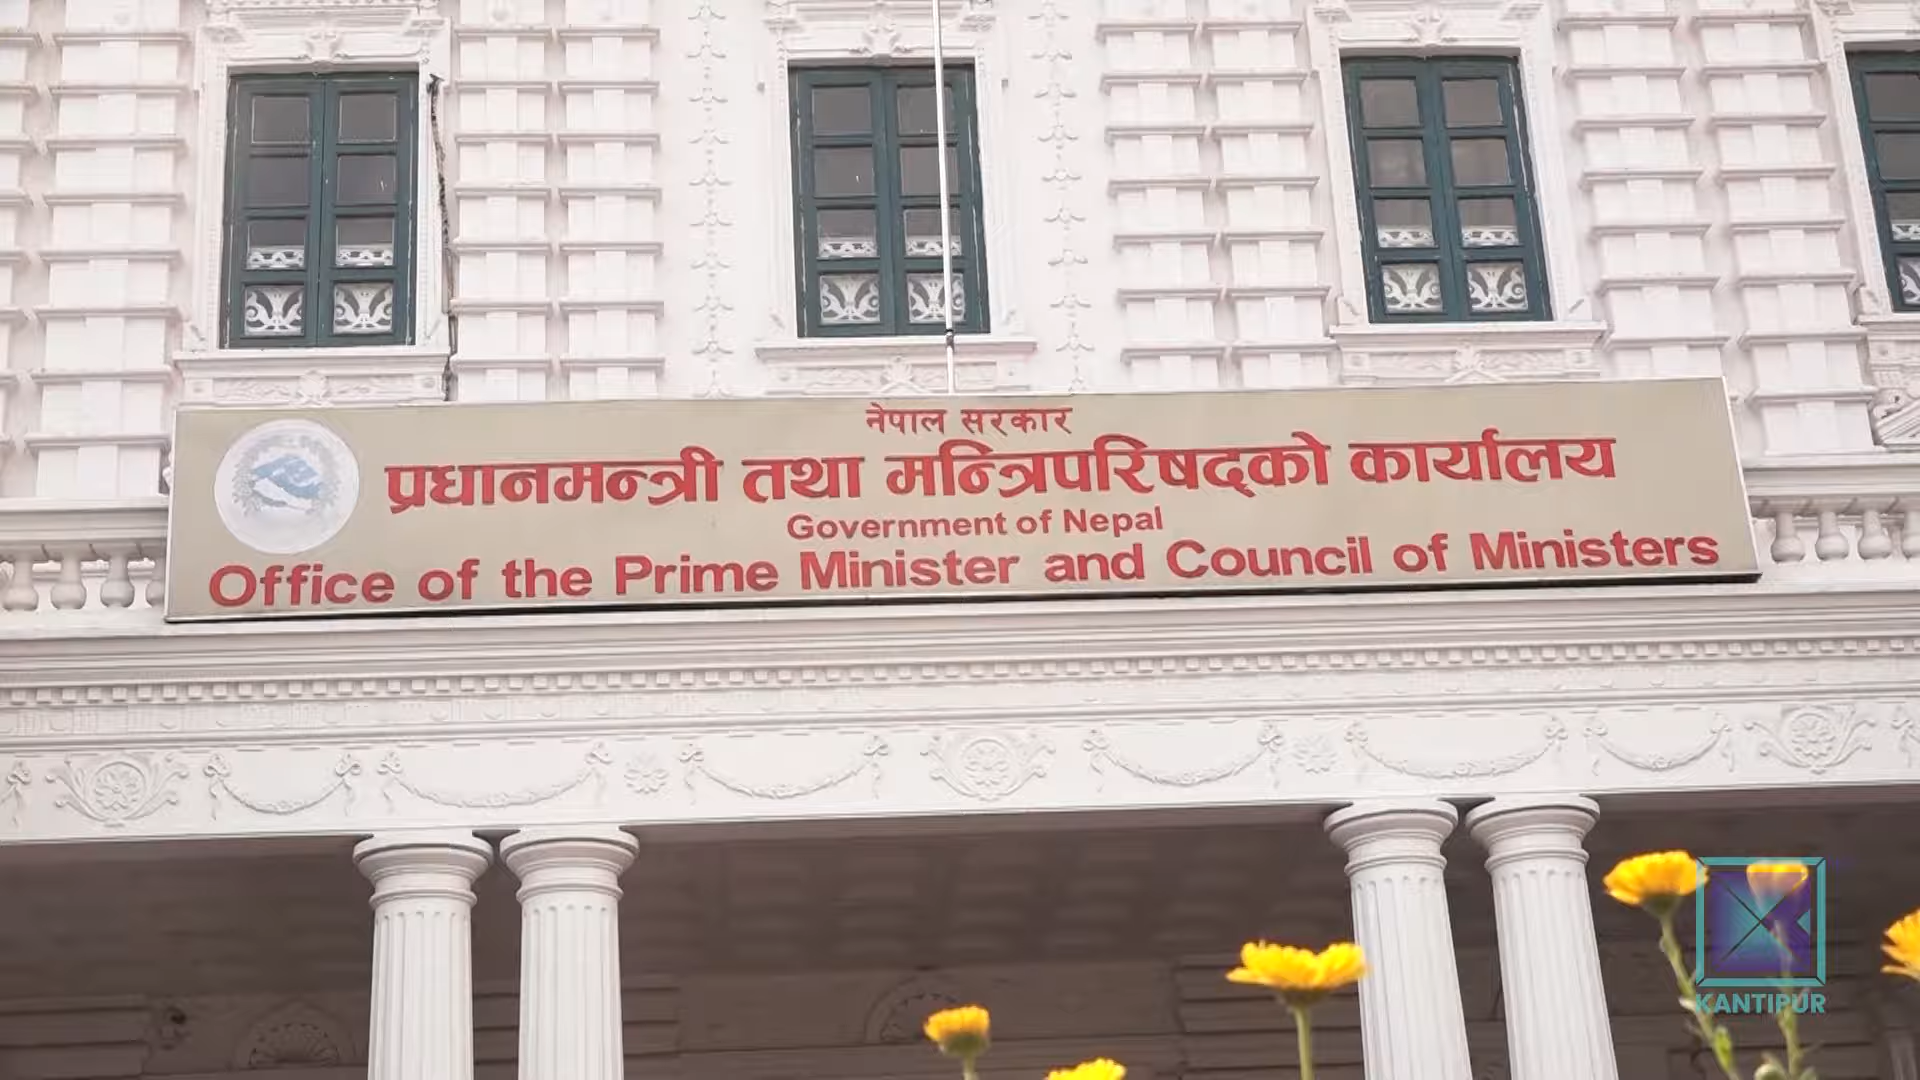 नेपाल सरकार
प्रधानमन्त्री तथा मन्त्रिपरिषद्को कार्यालय
Government of Nepal
Office of the Prime Minister and Council of Ministers
KANTIPUR